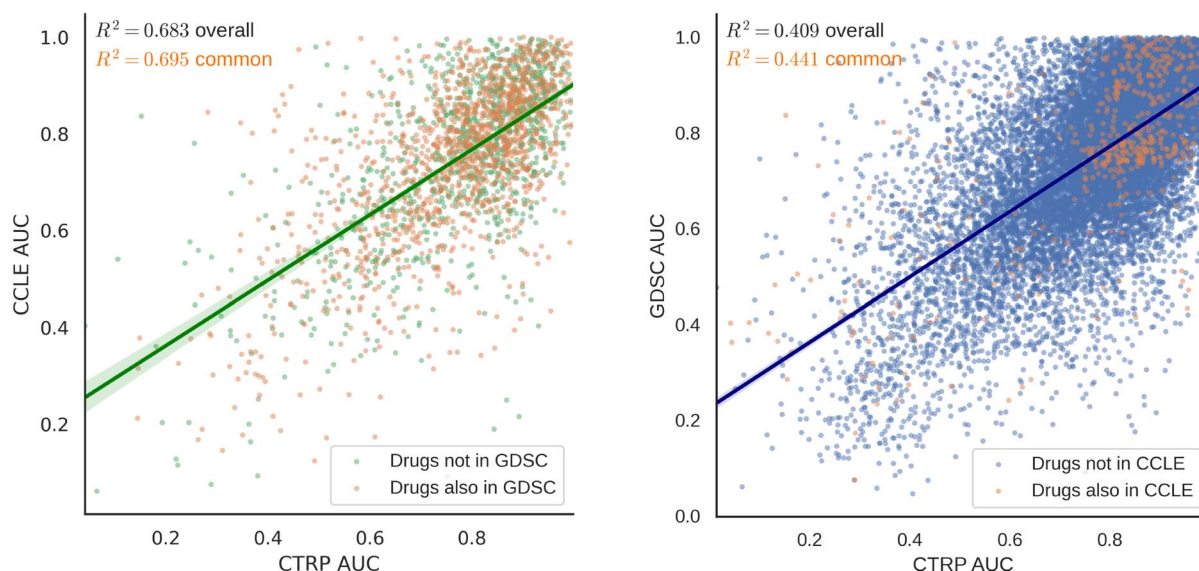 R² = 0.683 overall
R² = 0.695 common
1.0
0.8
0.6
0.4
0.2
CCLE AUC
Drugs not in GDSC
Drugs also in GDSC
0.2 0.4 0.6 0.8
CTRP AUC
R² = 0.409 overall
R² = 0.441 common
1.0
0.8
0.6
0.4
0.2
0.0
GDSC AUC
Drugs not in CCLE
Drugs also in CCLE
0.2 0.4 0.6 0.8
CTRP AUC